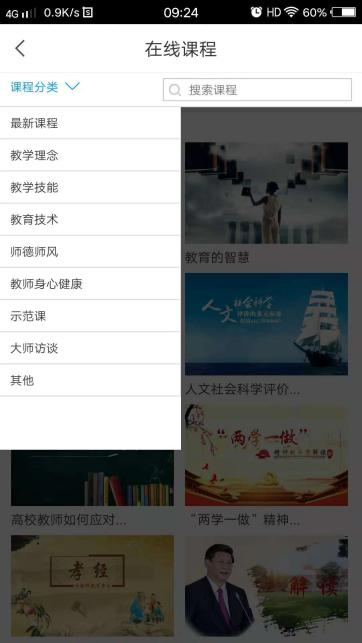 4G 0.9K/s 09:24 HD 60%
在线课程
课程分类 搜索课程
最新课程
教学理念
教学技能
教育技术
师德师风
教师身心健康
示范课
大师访谈
其他
教育的智慧
人文 社会科学
人文社会科学评价...
“两学一做”
高校教师如何应对...
“两学一做”精神...
孝经
解读